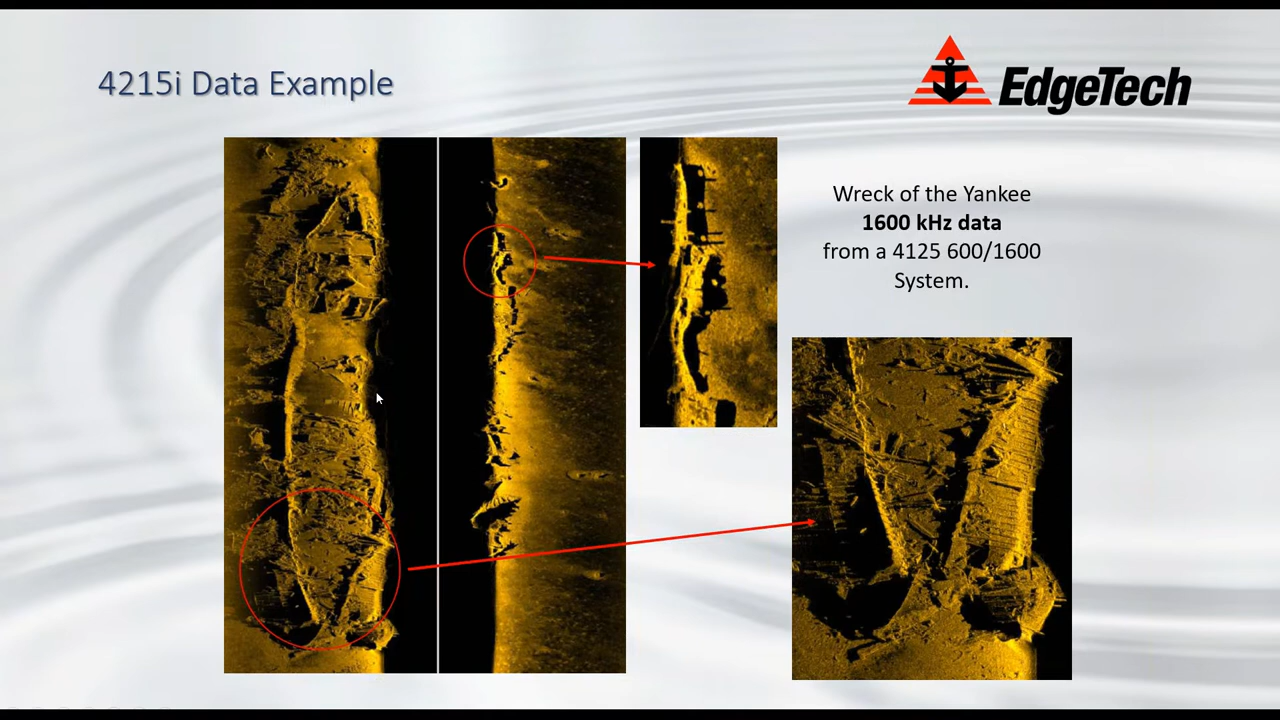 4215i Data Example
EdgeTech
Wreck of the Yankee
1600 kHz data
from a 4125 600/1600
System.